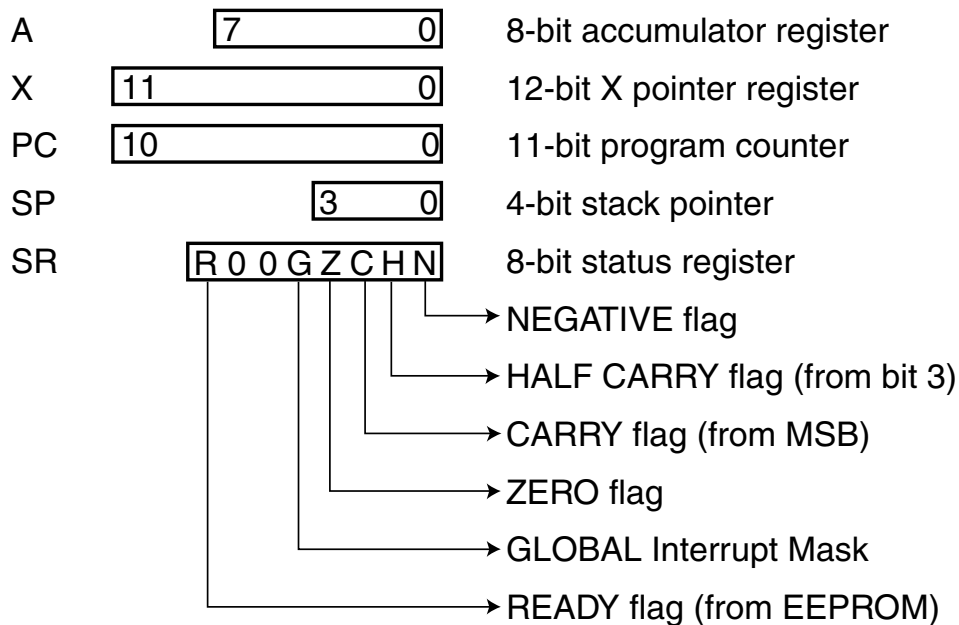 A 7 0 8-bit accumulator register
X 11 0 12-bit X pointer register
PC 10 0 11-bit program counter
SP 3 0 4-bit stack pointer
SR R 0 0 G Z C H N 8-bit status register
NEGATIVE flag
HALF CARRY flag (from bit 3)
CARRY flag (from MSB)
ZERO flag
GLOBAL Interrupt Mask
READY flag (from EEPROM)